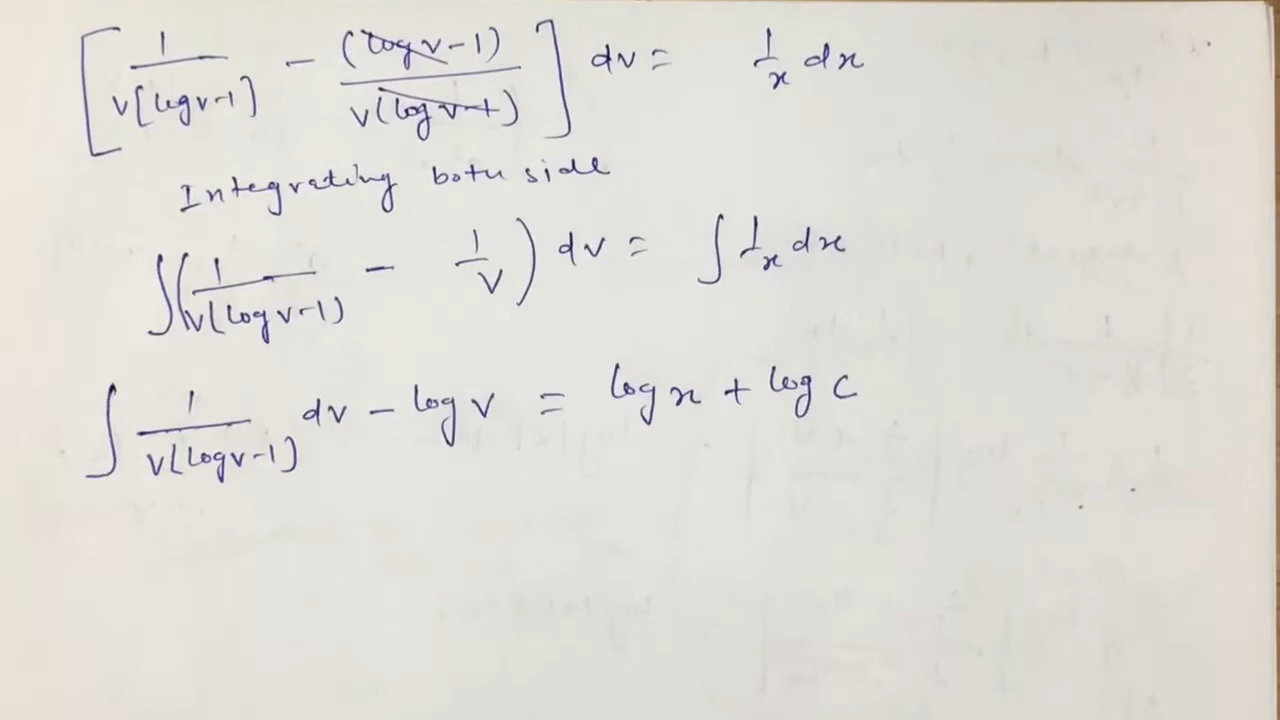 [ 1/(v[log v-1]) - (log v-1)/(v(log v-1)) ] dv = 1/x dx
Integrating both side
∫( 1/(v(log v-1)) - 1/v ) dv = ∫ 1/x dx
∫ 1/(v(log v-1)) dv - log v = log x + log c